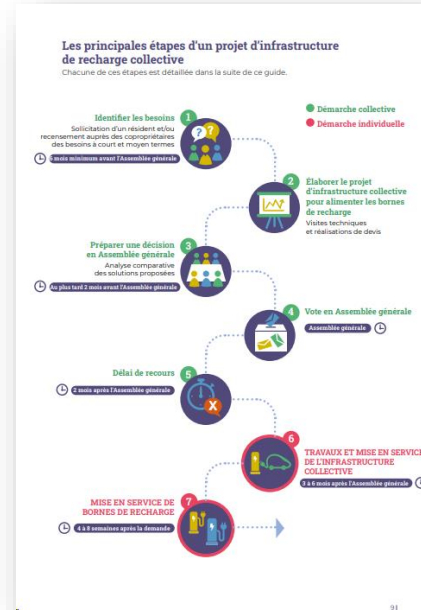 Les principales étapes d'un projet d'infrastructure
de recharge collective
Chacune de ces étapes est détaillée dans la suite de ce guide.
Démarche collective
Démarche individuelle
1
Identifier les besoins
Sollicitation d'un résident et/ou
recensement auprès des copropriétaires
des besoins à court et moyen termes
mois minimum avant l'Assemblée générale
2
Élaborer le projet
d'infrastructure collective
pour alimenter les bornes
de recharge
Visites techniques
et réalisations de devis
3
Préparer une décision
en Assemblée générale
Analyse comparative
des solutions proposées
Au plus tard 2 mois avant l'Assemblée générale
4
Vote en Assemblée générale
Assemblée générale
5
Délai de recours
2 mois après l'Assemblée générale
X
6
TRAVAUX ET MISE EN SERVICE
DE L'INFRASTRUCTURE
COLLECTIVE
3 à 6 mois après l'Assemblée générale
7
MISE EN SERVICE DE
BORNES DE RECHARGE
4 à 8 semaines après la demande